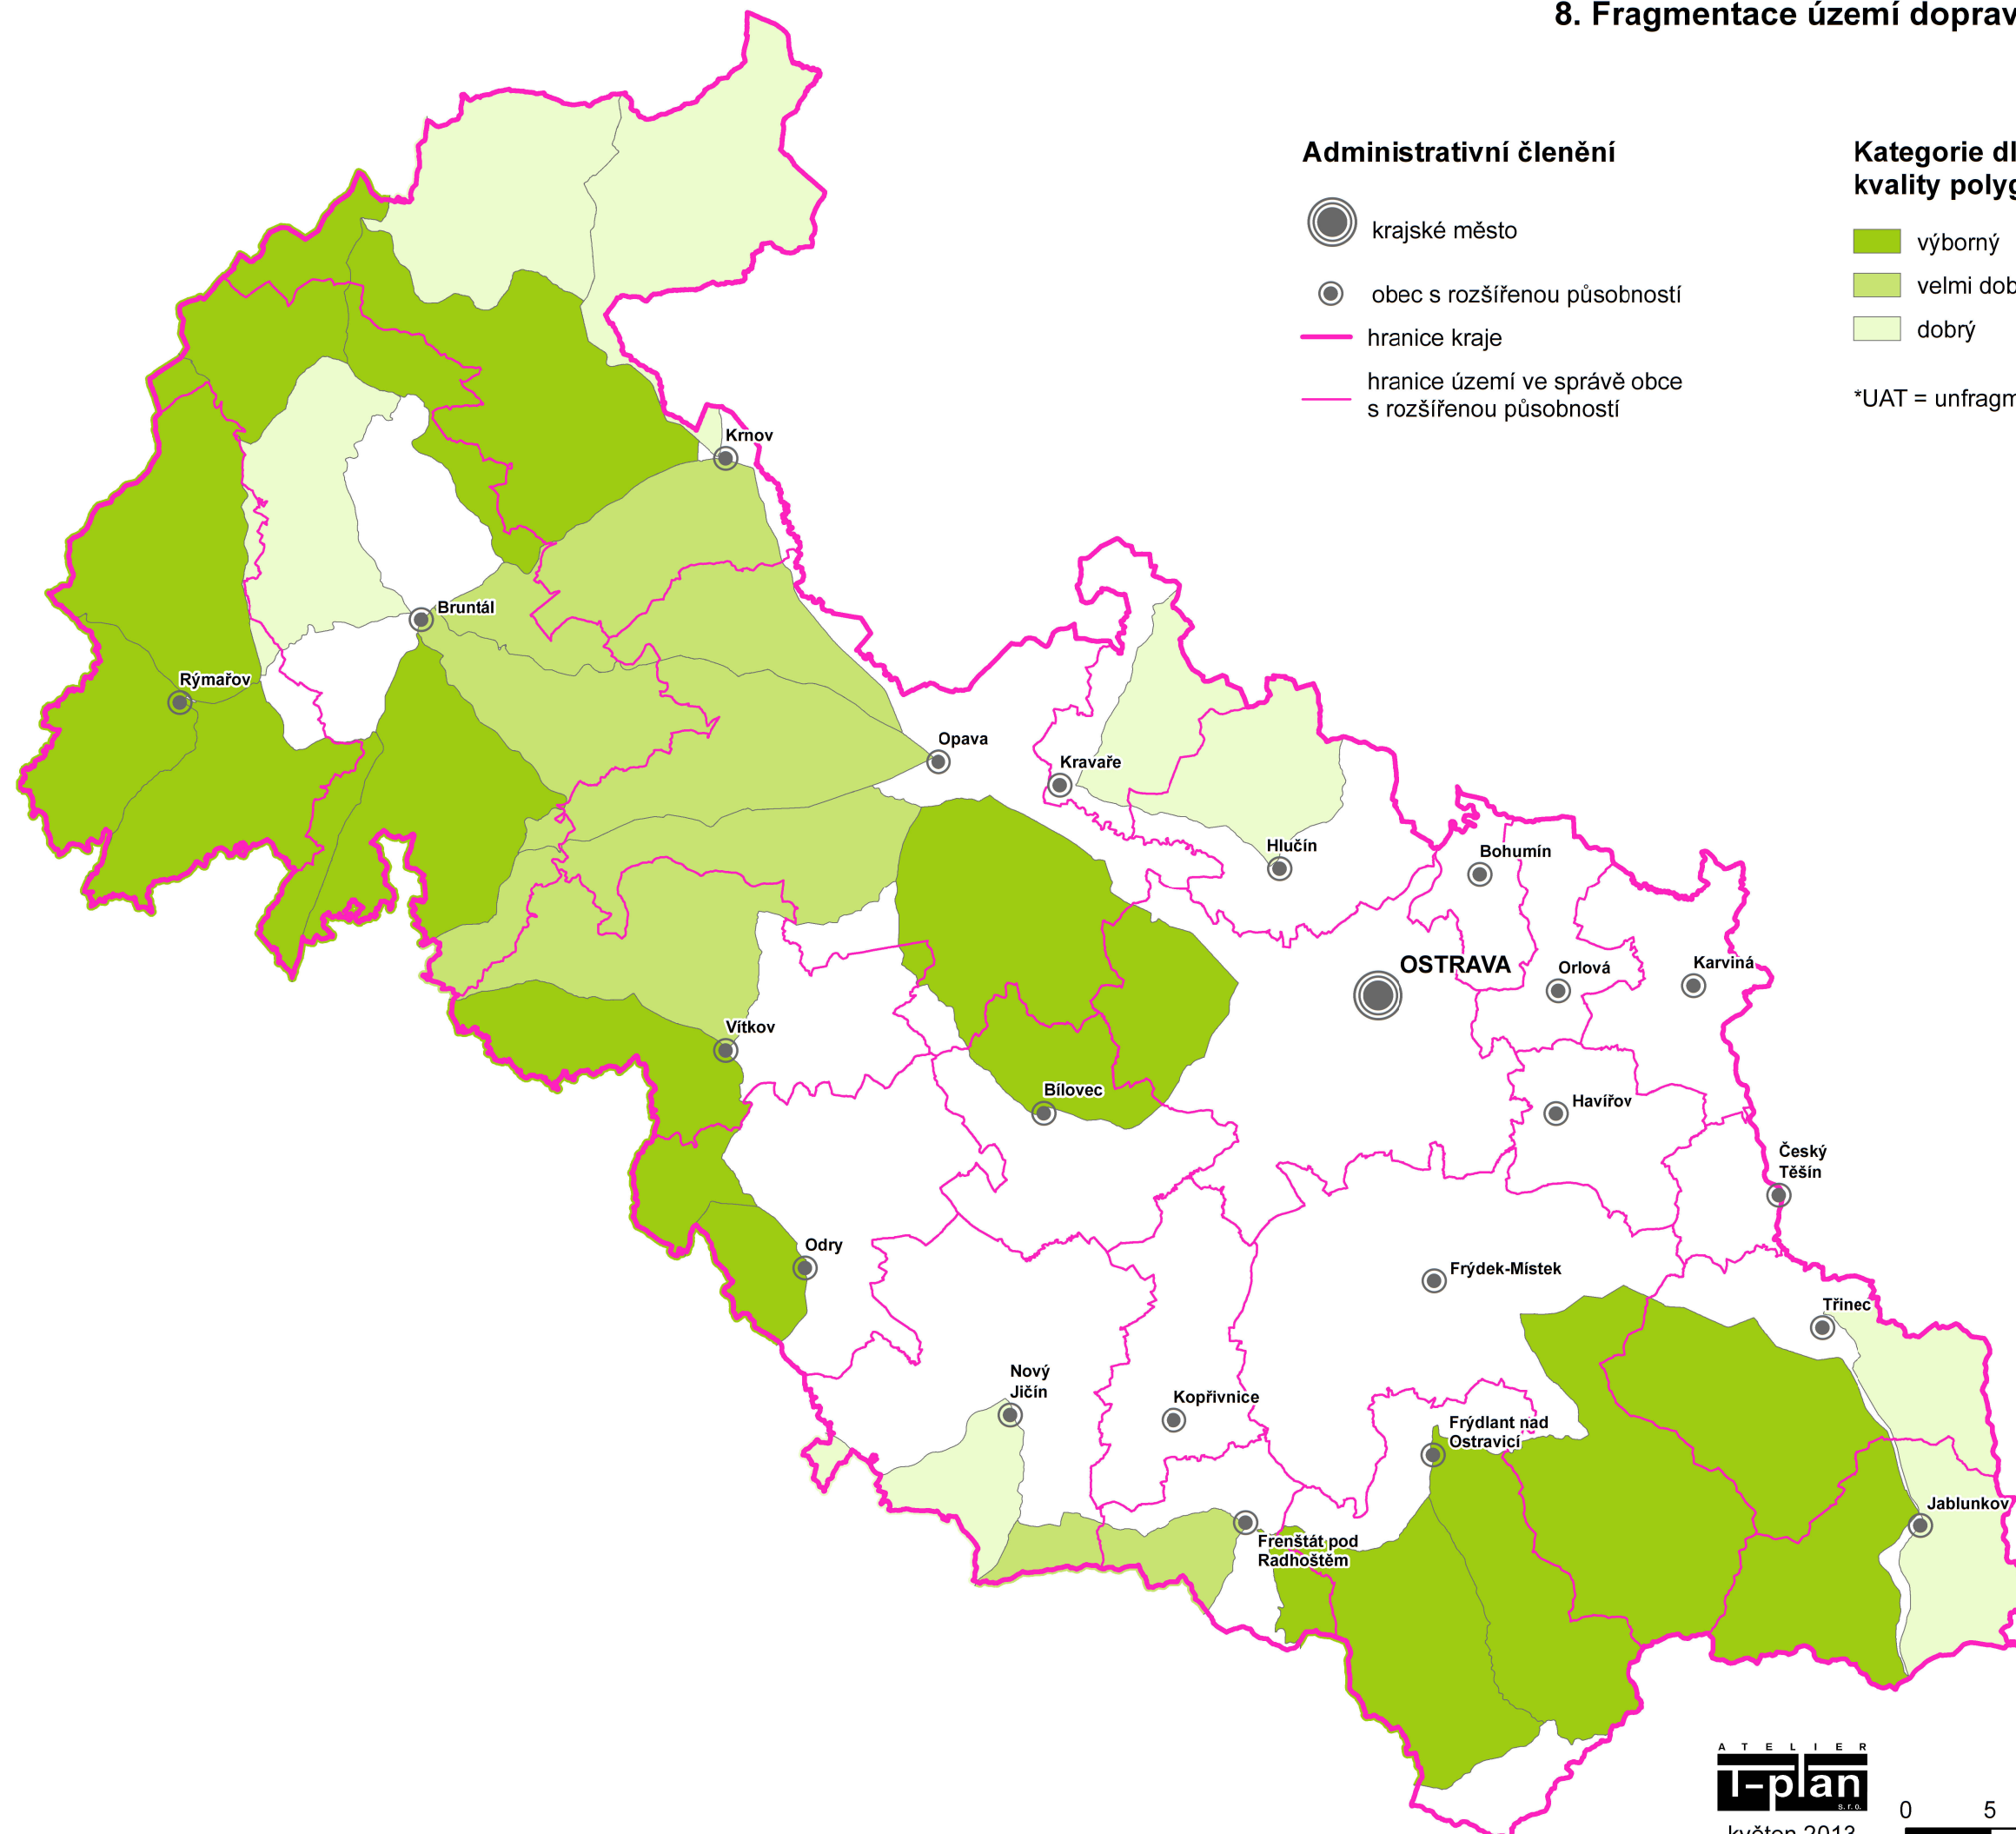 8. Fragmentace území doprav
Administrativní členění
krajské město
obec s rozšířenou působností
hranice kraje
hranice území ve správě obce
s rozšířenou působností
Kategorie dl
kvality polyg
výborný
velmi dob
dobrý
*UAT = unfragm
Krnov
Bruntál
Rýmařov
Opava
Kravaře
Hlučín
Bohumín
OSTRAVA
Orlová
Karviná
Vítkov
Bílovec
Havířov
Český
Těšín
Odry
Frýdek-Místek
Třinec
Nový
Jičín
Kopřivnice
Frýdlant nad
Ostravicí
Jablunkov
Frenštát pod
Radhoštěm
ATELIER
T-plan
s.r.o.
květen 2013
0 5